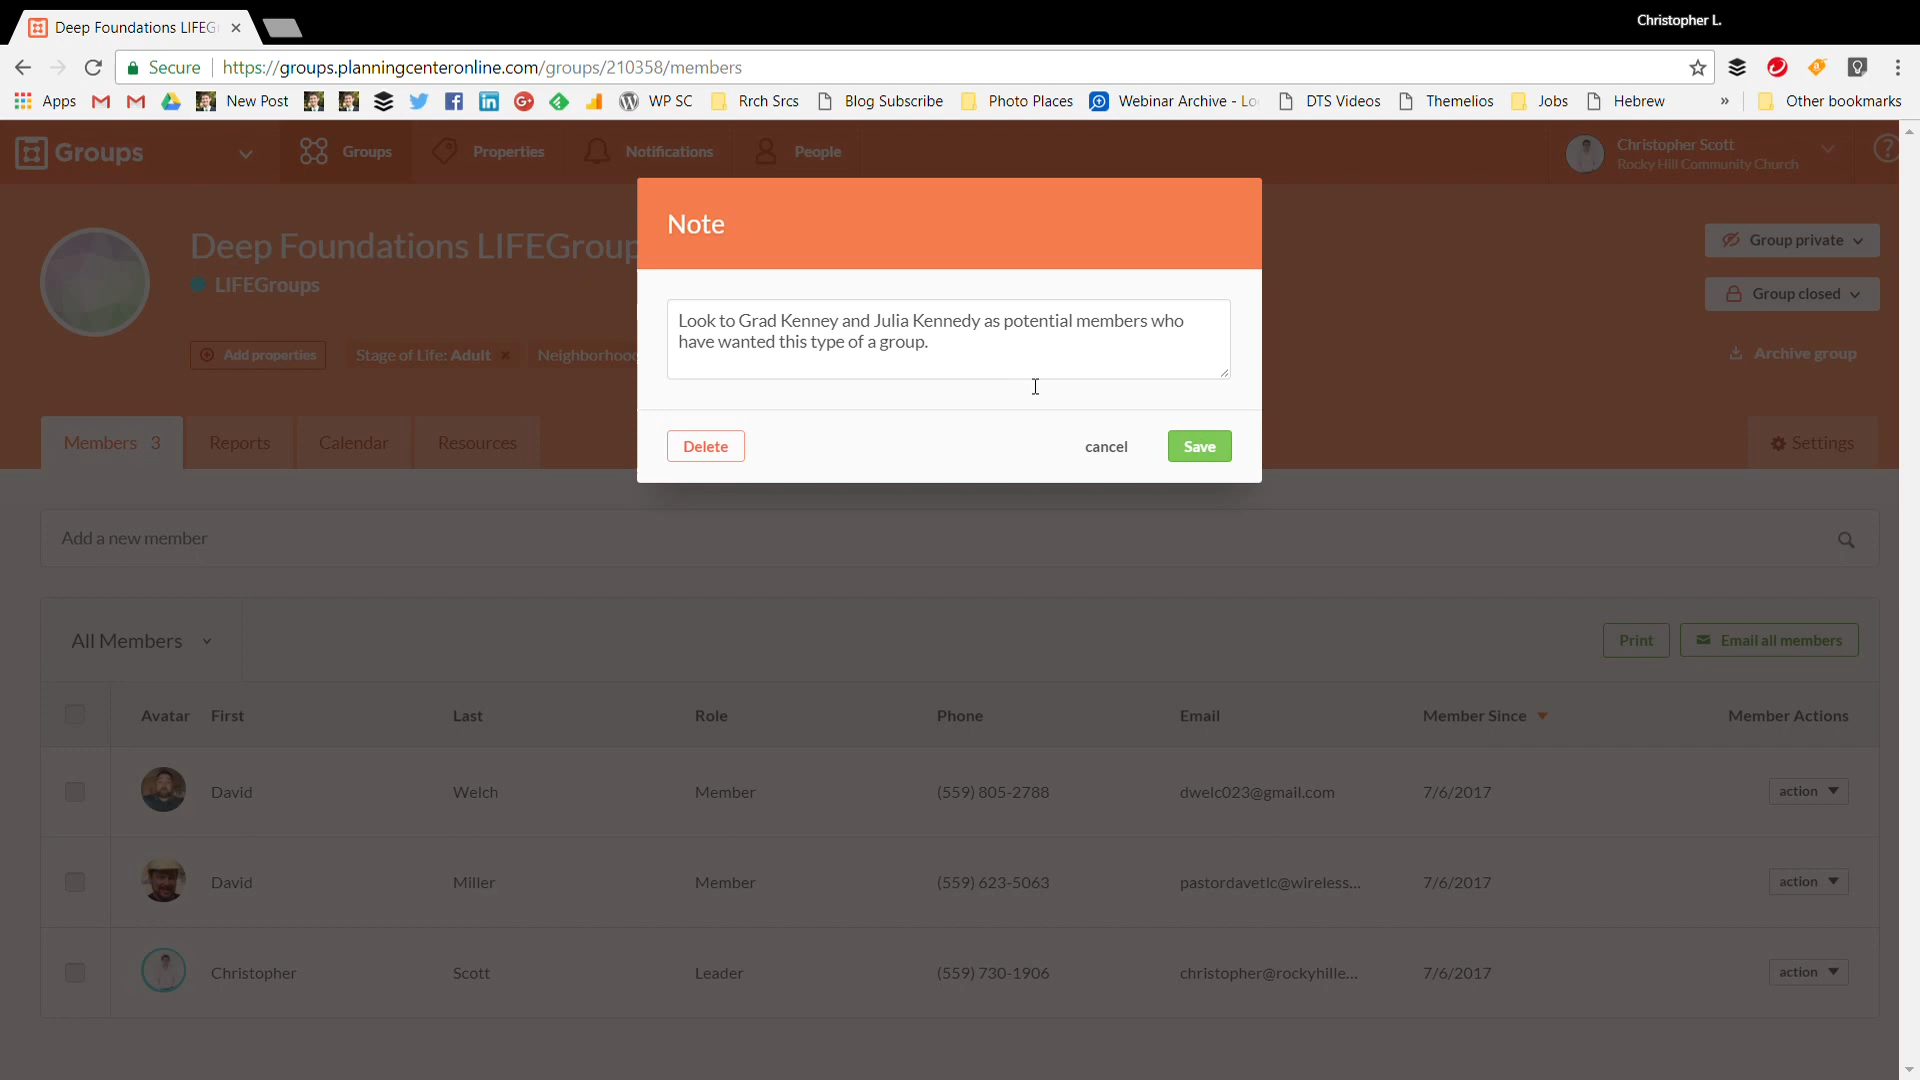 Christopher L.
Deep Foundations LIFEG
Secure https://groups.planningcenteronline.com/groups/210358/members
Apps New Post WP SC Rrch Srcs Blog Subscribe Photo Places Webinar Archive - Lo DTS Videos Themelios Jobs Hebrew » Other bookmarks
Groups Groups Properties Notifications People Christopher Scott
Rocky Hill Community Church
Note
Deep Foundations LIFEGroup
LIFEGroups
Group private
Group closed
Look to Grad Kenney and Julia Kennedy as potential members who
have wanted this type of a group.
Add properties Stage of Life: Adult × Neighborhood
Archive group
Delete cancel Save
Members 3 Reports Calendar Resources Settings
Add a new member
All Members Print Email all members
Avatar First Last Role Phone Email Member Since Member Actions
David Welch Member (559) 805-2788 dwelc023@gmail.com 7/6/2017 action
David Miller Member (559) 623-5063 pastordavetlc@wireless... 7/6/2017 action
Christopher Scott Leader (559) 730-1906 christopher@rockyhille... 7/6/2017 action